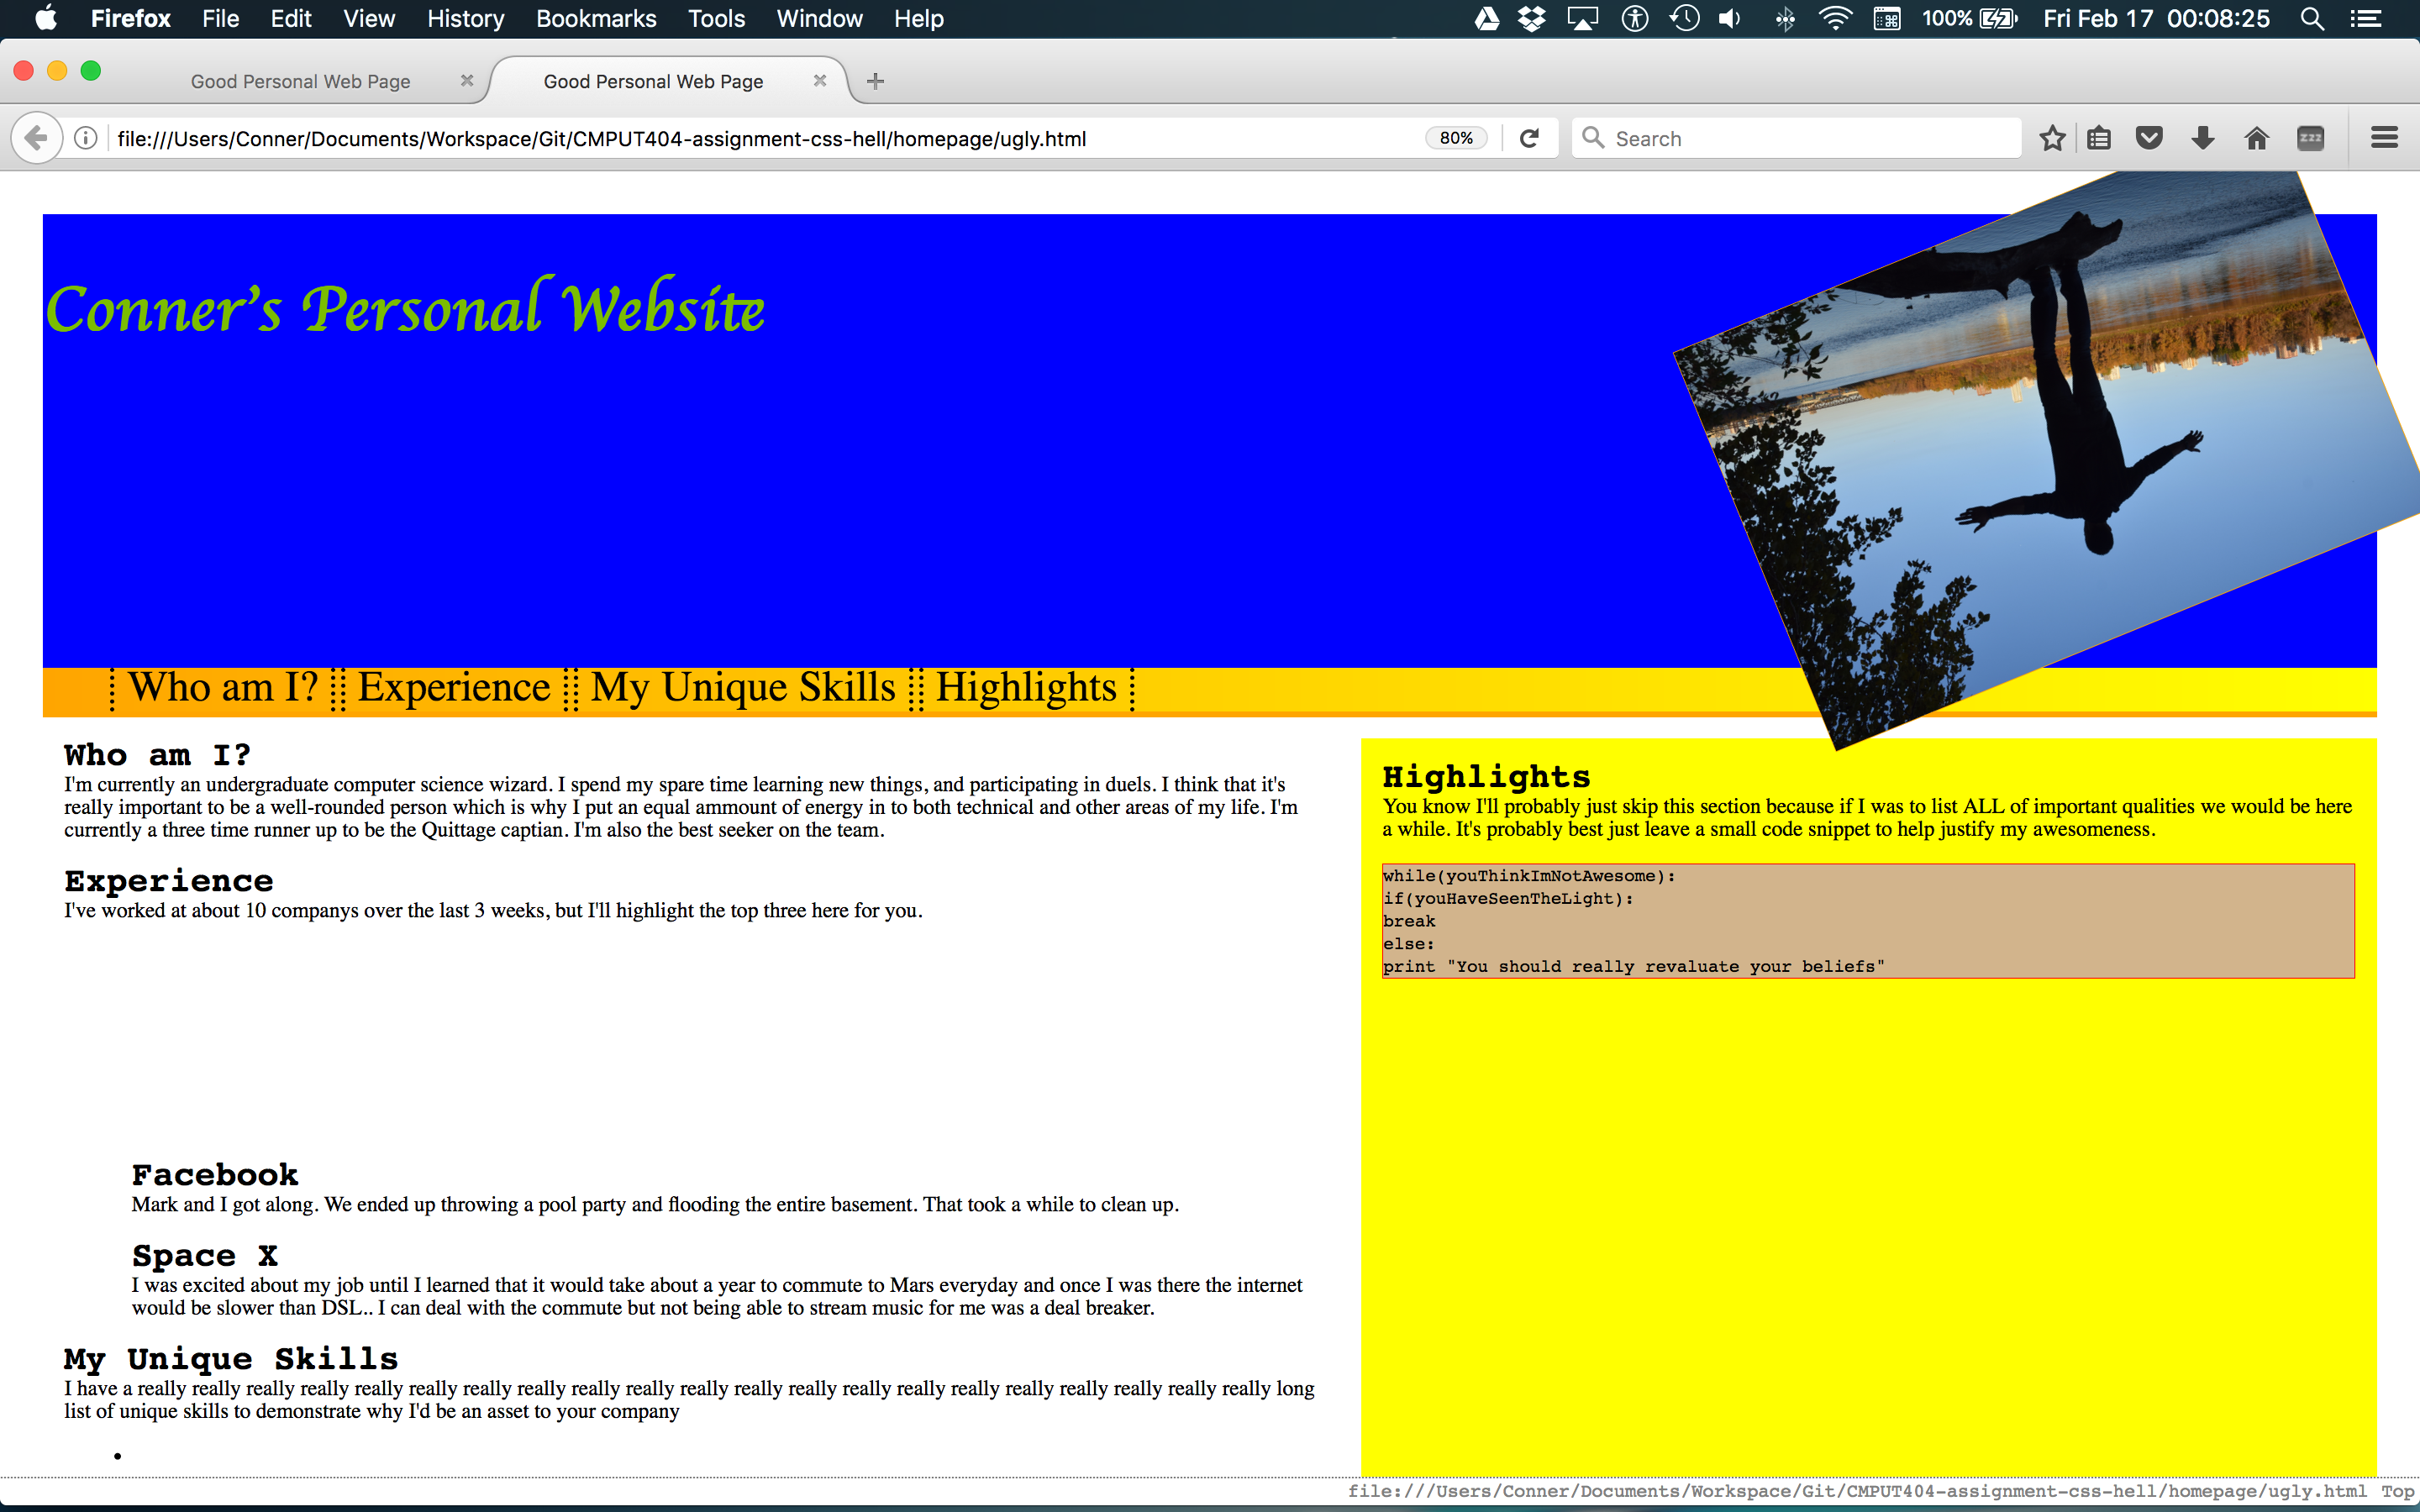 Firefox File Edit View History Bookmarks Tools Window Help 100% Fri Feb 17 00:08:25
Good Personal Web Page Good Personal Web Page
file:///Users/Conner/Documents/Workspace/Git/CMPUT404-assignment-css-hell/homepage/ugly.html 80% Search
Conner's Personal Website
Who am I? Experience My Unique Skills Highlights
Who am I?
I'm currently an undergraduate computer science wizard. I spend my spare time learning new things, and participating in duels. I think that it's
really important to be a well-rounded person which is why I put an equal ammount of energy in to both technical and other areas of my life. I'm
currently a three time runner up to be the Quittage captian. I'm also the best seeker on the team.
Experience
I've worked at about 10 companys over the last 3 weeks, but I'll highlight the top three here for you.
Facebook
Mark and I got along. We ended up throwing a pool party and flooding the entire basement. That took a while to clean up.
Space X
I was excited about my job until I learned that it would take about a year to commute to Mars everyday and once I was there the internet
would be slower than DSL.. I can deal with the commute but not being able to stream music for me was a deal breaker.
My Unique Skills
I have a really really really really really really really really really really really really really really really really really really really really really long
list of unique skills to demonstrate why I'd be an asset to your company
Highlights
You know I'll probably just skip this section because if I was to list ALL of important qualities we would be here
a while. It's probably best just leave a small code snippet to help justify my awesomeness.
while(youThinkImNotAwesome):
if(youHaveSeenTheLight):
break
else:
print "You should really revaluate your beliefs"
file:///Users/Conner/Documents/Workspace/Git/CMPUT404-assignment-css-hell/homepage/ugly.html Top